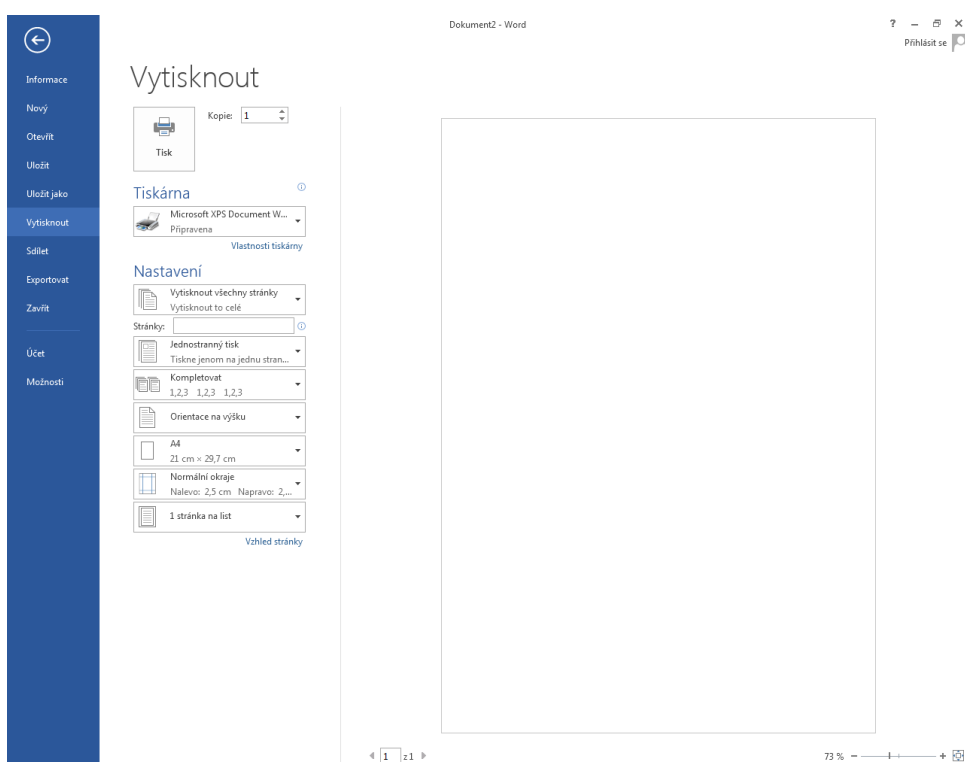 Dokument2 - Word
?
Přihlásit se
Informace
Nový
Otevřít
Uložit
Uložit jako
Vytisknout
Sdílet
Exportovat
Zavřít
Účet
Možnosti
Vytisknout
Kopie: 1
Tisk
Tiskárna
Microsoft XPS Document W...
Připravena
Vlastnosti tiskárny
Nastavení
Vytisknout všechny stránky
Vytisknout to celé
Stránky:
Jednostranný tisk
Tiskne jenom na jednu stran...
Kompletovat
1,2,3 1,2,3 1,2,3
Orientace na výšku
A4
21 cm × 29,7 cm
Normální okraje
Nalevo: 2,5 cm Napravo: 2,...
1 stránka na list
Vzhled stránky
1 z 1
73 %